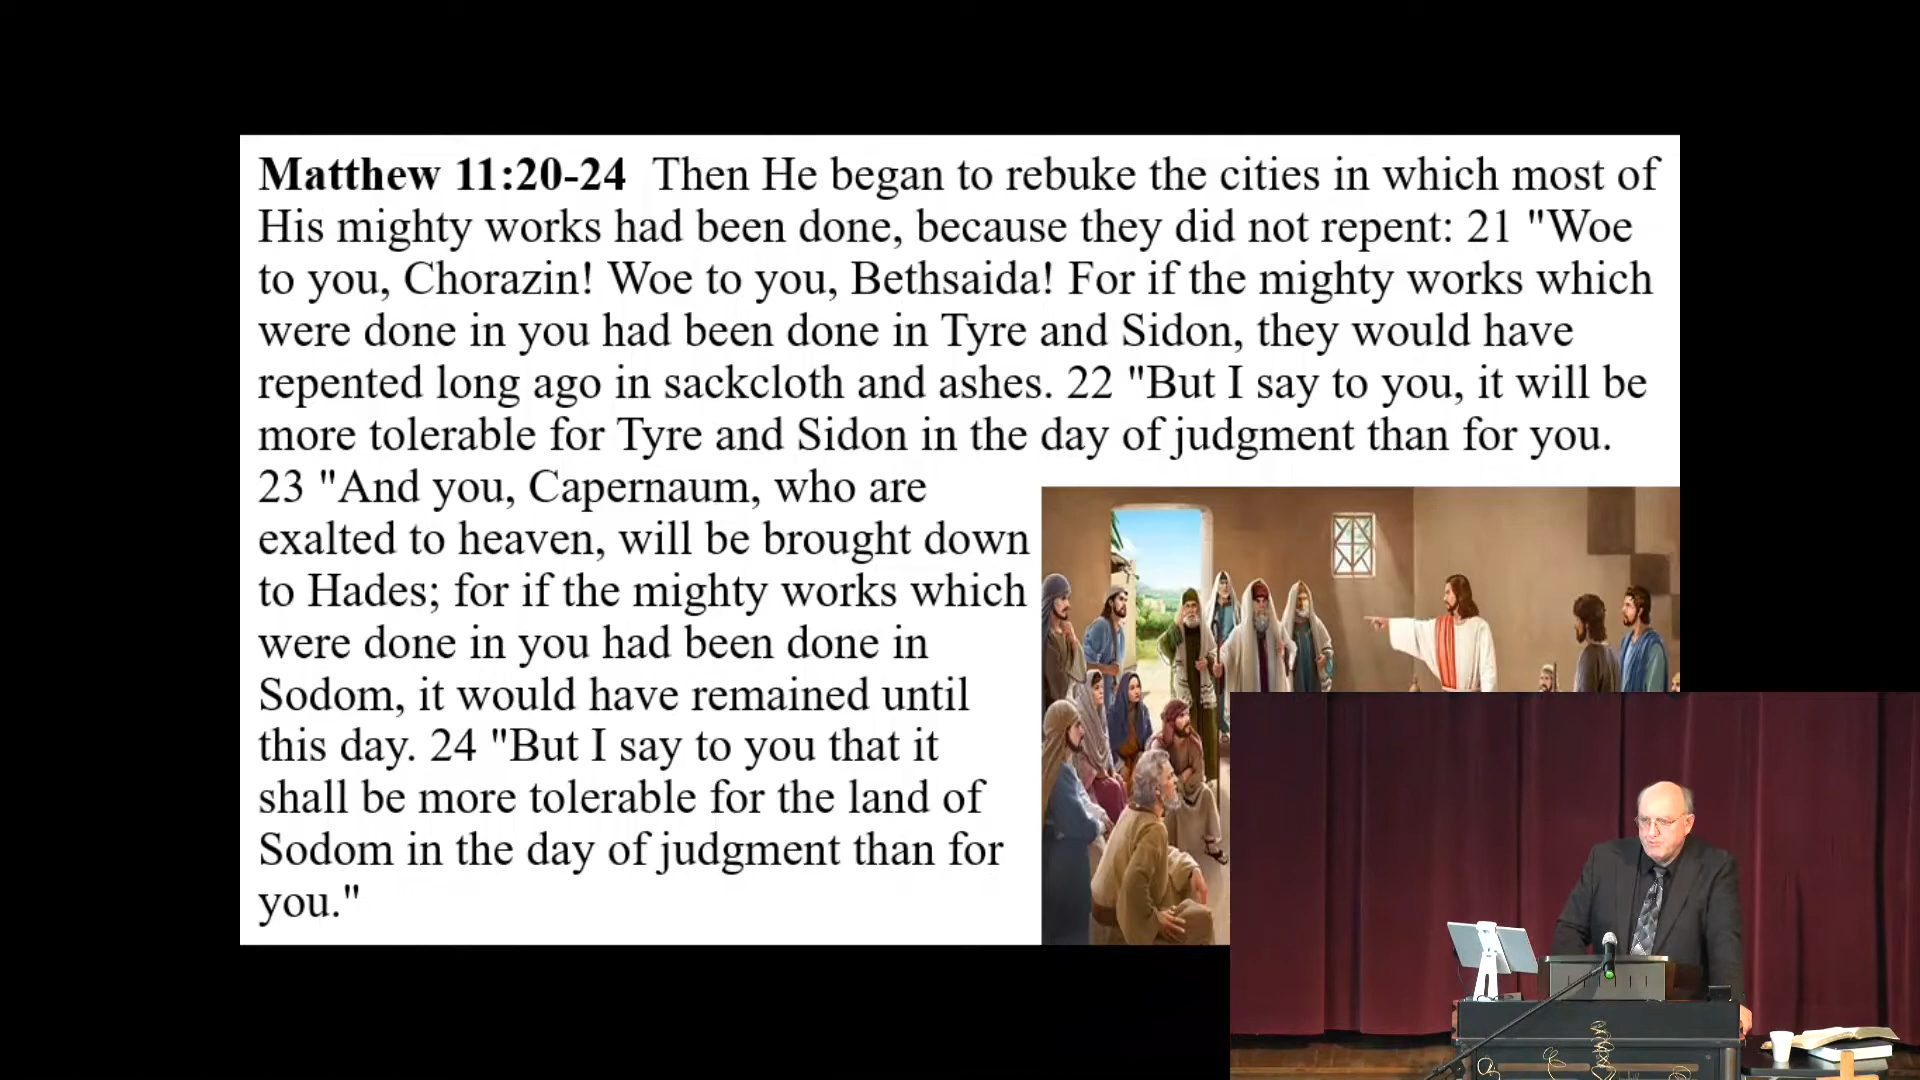 Matthew 11:20-24 Then He began to rebuke the cities in which most of
His mighty works had been done, because they did not repent: 21 "Woe
to you, Chorazin! Woe to you, Bethsaida! For if the mighty works which
were done in you had been done in Tyre and Sidon, they would have
repented long ago in sackcloth and ashes. 22 "But I say to you, it will be
more tolerable for Tyre and Sidon in the day of judgment than for you.
23 "And you, Capernaum, who are
exalted to heaven, will be brought down
to Hades; for if the mighty works which
were done in you had been done in
Sodom, it would have remained until
this day. 24 "But I say to you that it
shall be more tolerable for the land of
Sodom in the day of judgment than for
you."